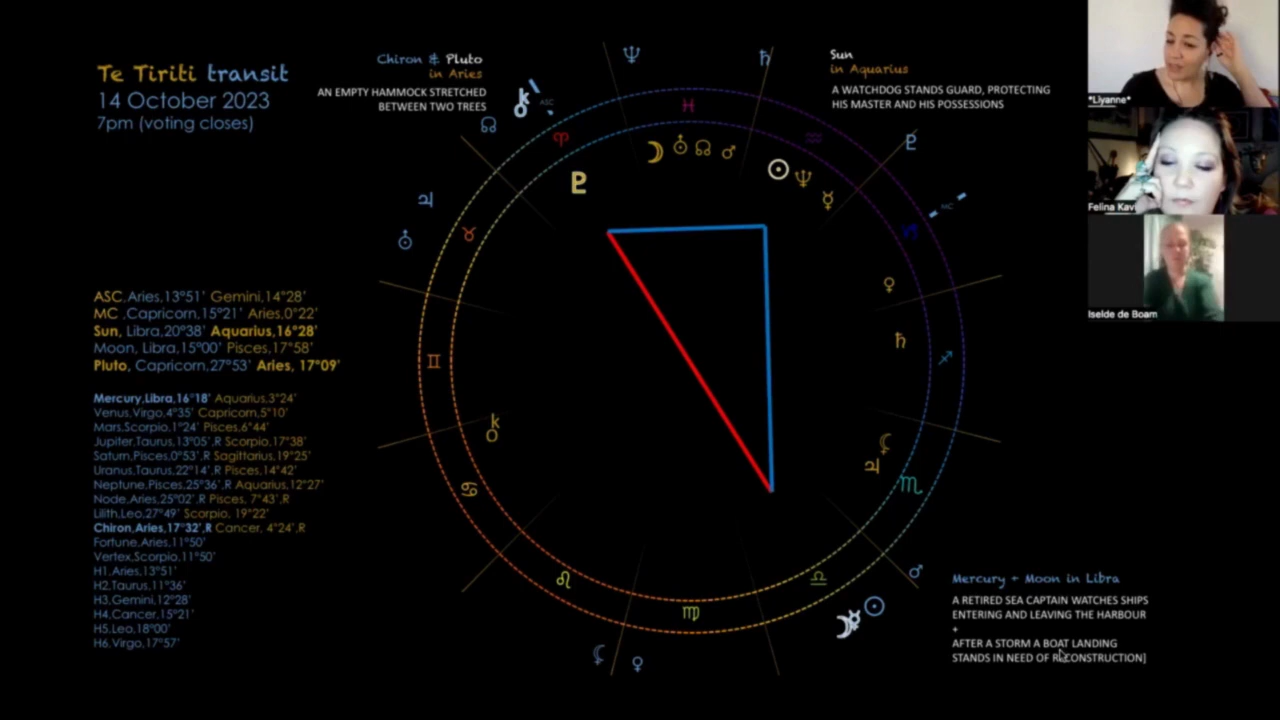 Te Tiriti transit
14 October 2023
7pm (voting closes)
Chiron & Pluto
in Aries
AN EMPTY HAMMOCK STRETCHED
BETWEEN TWO TREES
ASC
Sun
in Aquarius
A WATCHDOG STANDS GUARD, PROTECTING
HIS MASTER AND HIS POSSESSIONS
MC
*Liyanne*
Felina Kavi
Iselde de Boam
ASC,Aries,13°51' Gemini,14°28'
MC ,Capricorn,15°21' Aries,0°22'
Sun, Libra,20°38' Aquarius,16°28'
Moon, Libra,15°00' Pisces,17°58'
Pluto, Capricorn,27°53' Aries, 17°09'
Mercury,Libra,16°18' Aquarius,3°24'
Venus,Virgo,4°35' Capricorn,5°10'
Mars,Scorpio,1°24' Pisces,6°44'
Jupiter,Taurus,13°05',R Scorpio,17°38'
Saturn,Pisces,0°53',R Sagittarius,19°25'
Uranus,Taurus,22°14',R Pisces,14°42'
Neptune,Pisces,25°36',R Aquarius,12°27'
Node,Aries,25°02',R Pisces, 7°43',R
Lilith,Leo,27°49' Scorpio, 19°22'
Chiron,Aries,17°32',R Cancer, 4°24',R
Fortune,Aries,11°50'
Vertex,Scorpio,11°50'
H1,Aries,13°51'
H2,Taurus,11°36'
H3,Gemini,12°28'
H4,Cancer,15°21'
H5,Leo,18°00'
H6,Virgo,17°57'
Mercury + Moon in Libra
A RETIRED SEA CAPTAIN WATCHES SHIPS
ENTERING AND LEAVING THE HARBOUR
+
AFTER A STORM A BOAT LANDING
STANDS IN NEED OF RECONSTRUCTION]